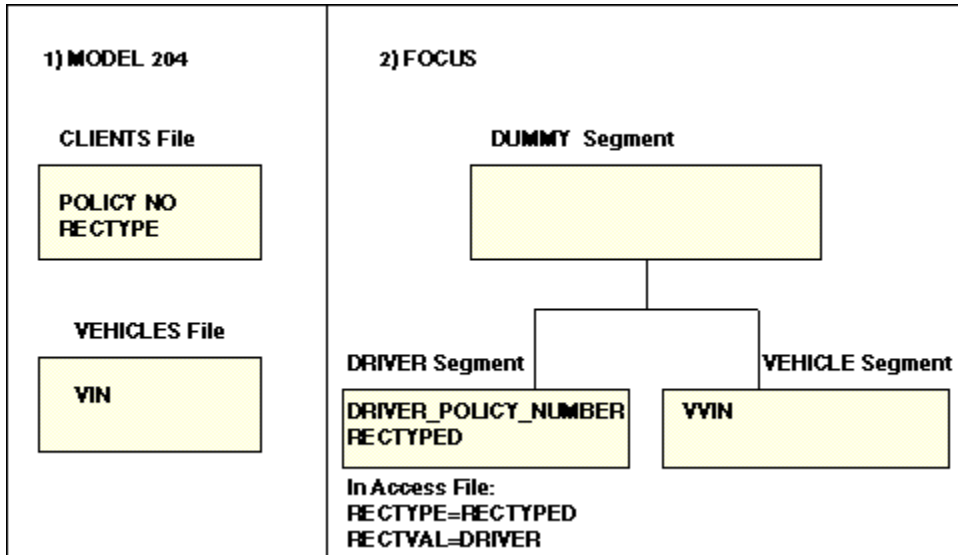 1) MODEL 204
CLIENTS File
POLICY NO
RECTYPE
VEHICLES File
VIN
2) FOCUS
DUMMY Segment
DRIVER Segment
DRIVER_POLICY_NUMBER
RECTYPED
In Access File:
RECTYPE=RECTYPED
RECTVAL=DRIVER
VEHICLE Segment
VVIN